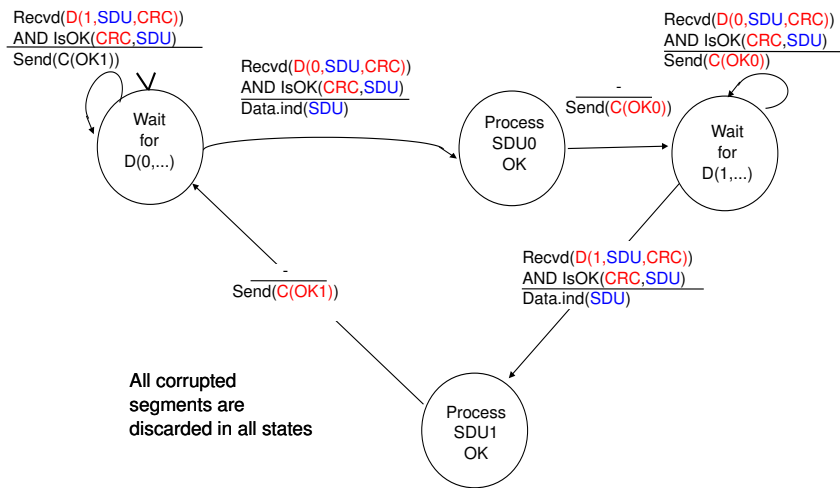 Recvd(D(1,SDU,CRC))
AND IsOK(CRC,SDU)
Send(C(OK1))
Recvd(D(0,SDU,CRC))
AND IsOK(CRC,SDU)
Data.ind(SDU)
-
Send(C(OK0))
Recvd(D(0,SDU,CRC))
AND IsOK(CRC,SDU)
Send(C(OK0))
Wait
for
D(0,...)
Process
SDU0
OK
Wait
for
D(1,...)
Recvd(D(1,SDU,CRC))
AND IsOK(CRC,SDU)
Data.ind(SDU)
-
Send(C(OK1))
All corrupted
segments are
discarded in all states
Process
SDU1
OK